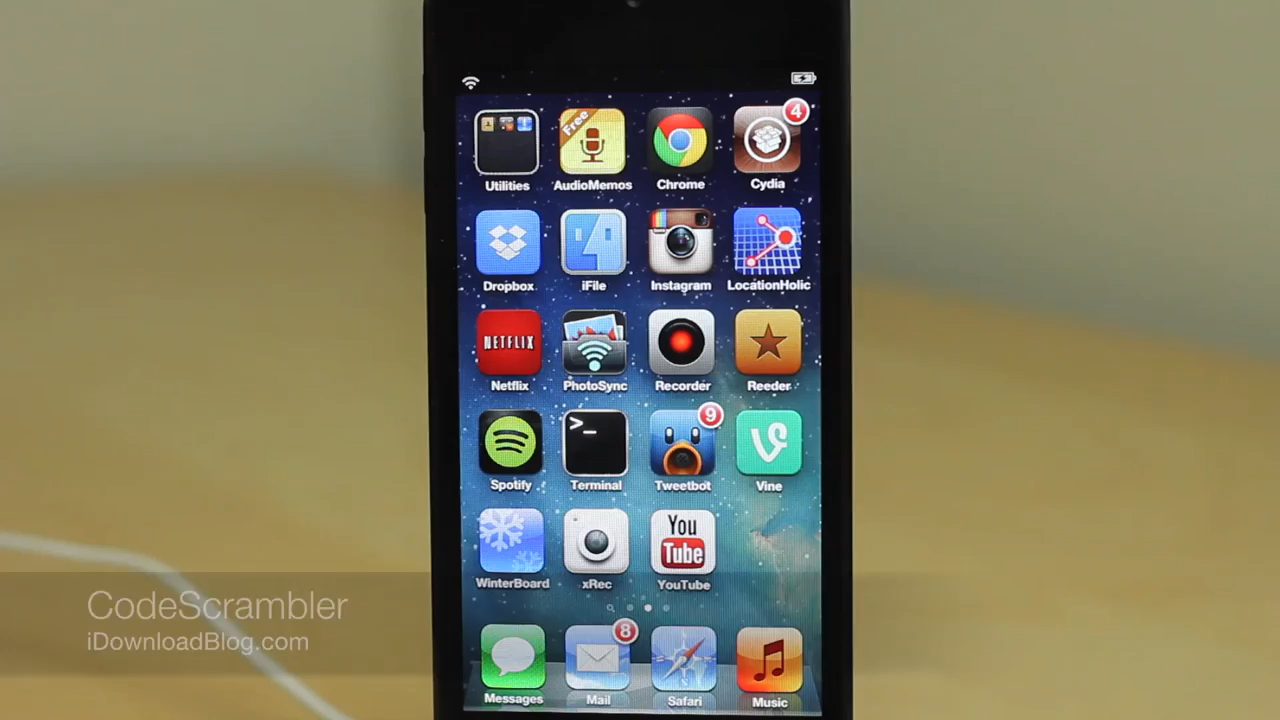 4
Free
Utilities AudioMemos Chrome Cydia
Dropbox iFile Instagram LocationHolic
NETFLIX
Netflix PhotoSync Recorder Reeder
9
>_
Spotify Terminal Tweetbot Vine
You
Tube
WinterBoard xRec YouTube
CodeScrambler
iDownloadBlog.com
8
Messages Mail Safari Music